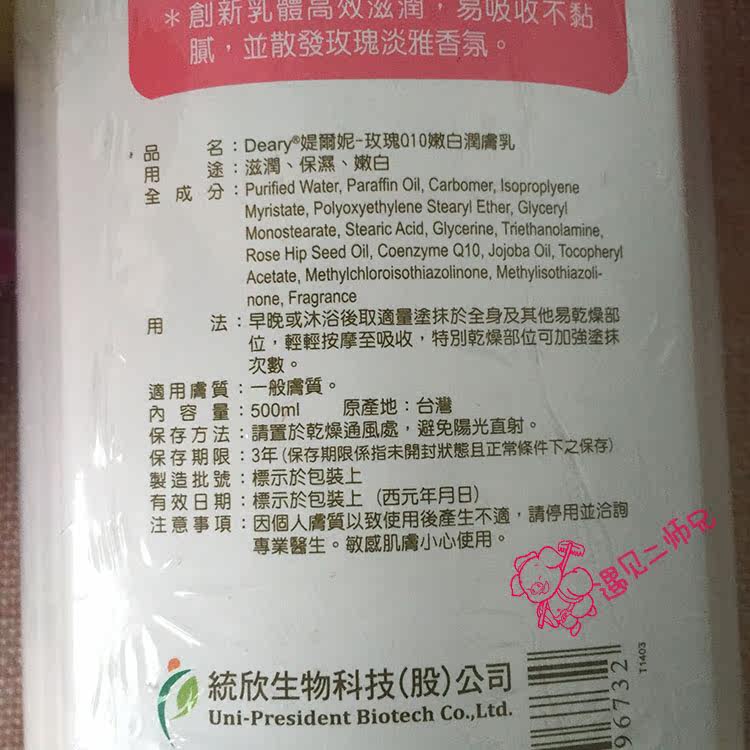 ＊創新乳體高效滋潤，易吸收不黏
膩，並散發玫瑰淡雅香氛。
品　　名：Deary®媞爾妮-玫瑰Q10嫩白潤膚乳
用　　途：滋潤、保濕、嫩白
全 成 分：Purified Water, Paraffin Oil, Carbomer, Isoproplyene
Myristate, Polyoxyethylene Stearyl Ether, Glyceryl
Monostearate, Stearic Acid, Glycerine, Triethanolamine,
Rose Hip Seed Oil, Coenzyme Q10, Jojoba Oil, Tocopheryl
Acetate, Methylchloroisothiazolinone, Methylisothiazoli-
none, Fragrance
用　　法：早晚或沐浴後取適量塗抹於全身及其他易乾燥部
位，輕輕按摩至吸收，特別乾燥部位可加強塗抹
次數。
適用膚質：一般膚質。
內 容 量：500ml　　原產地：台灣
保存方法：請置於乾燥通風處，避免陽光直射。
保存期限：3年(保存期限係指未開封狀態且正常條件下之保存)
製造批號：標示於包裝上
有效日期：標示於包裝上（西元年月日）
注意事項：因個人膚質以致使用後產生不適，請停用並洽詢
專業醫生。敏感肌膚小心使用。
遇见二师兄
統欣生物科技(股)公司
Uni-President Biotech Co.,Ltd.
96732
T1403